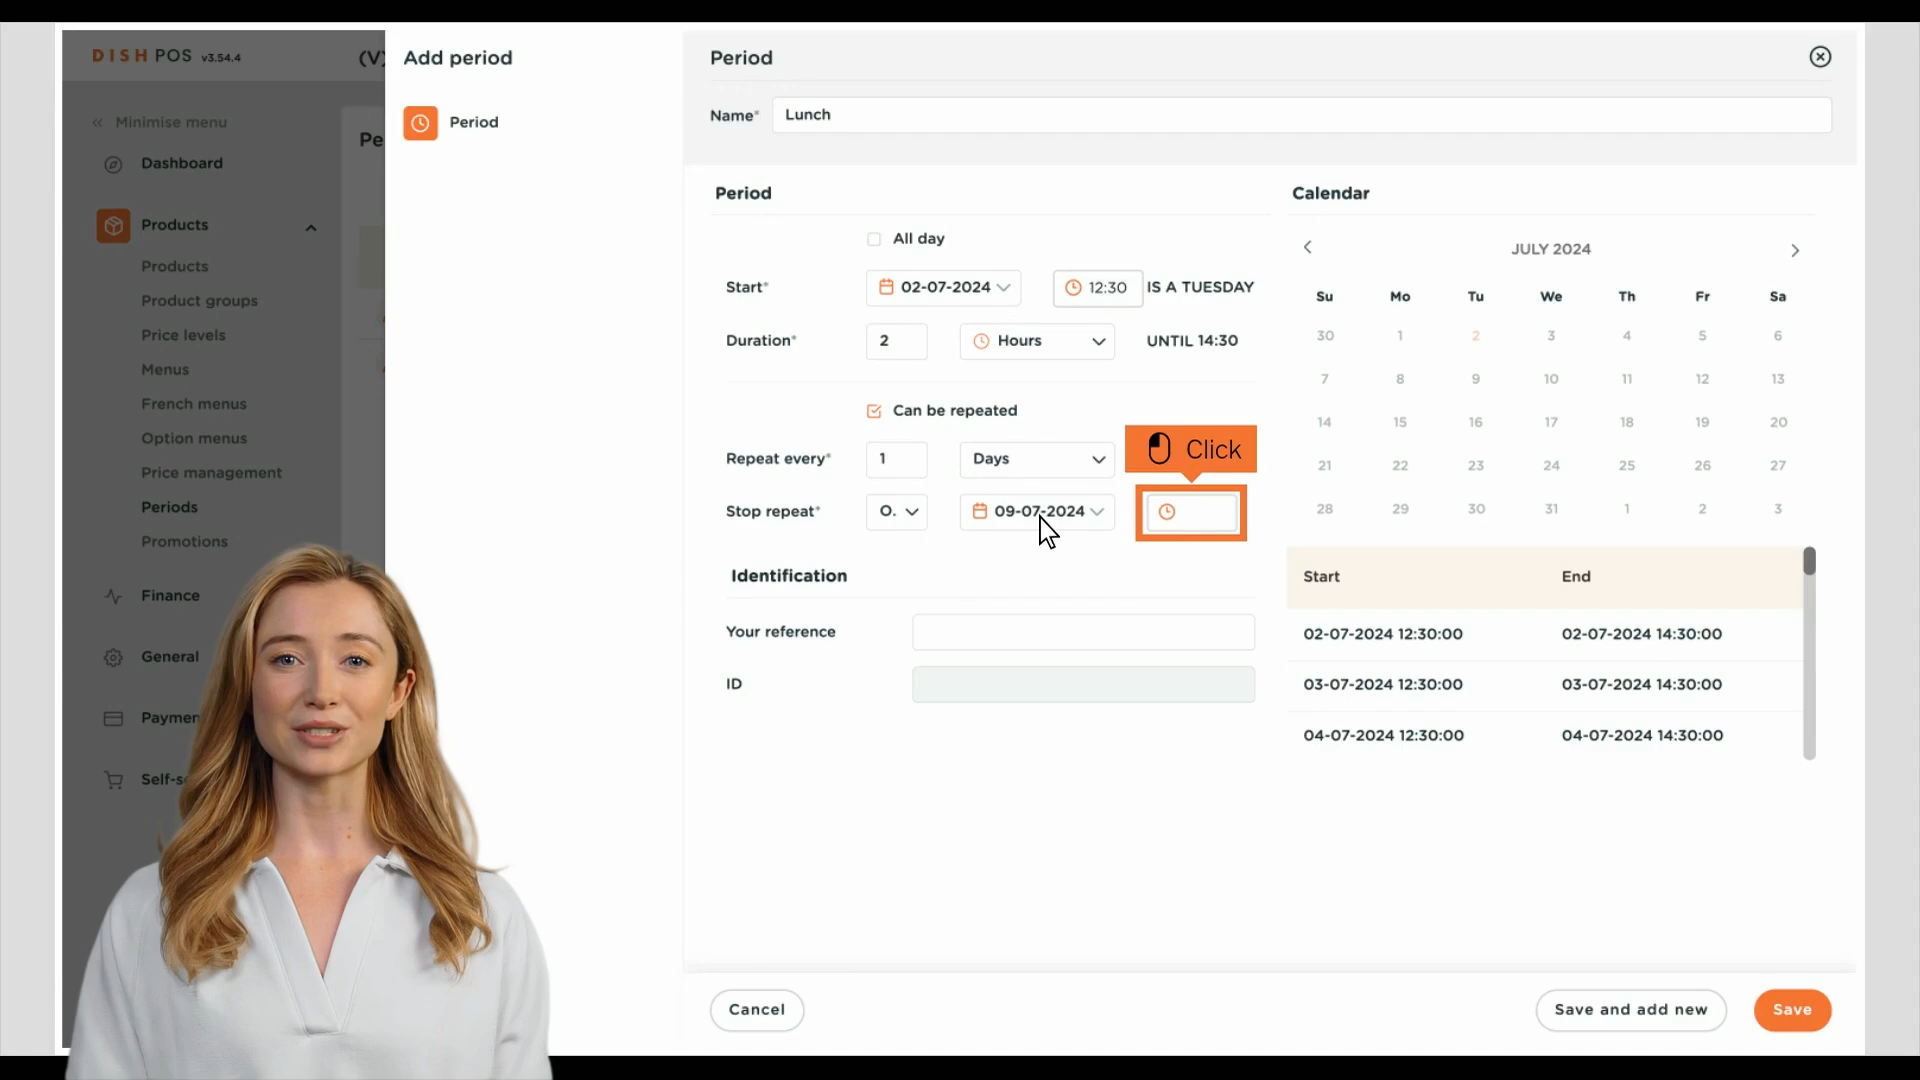 DISH POS v3.54.4
(V)
Minimise menu
Dashboard
Products
Products
Product groups
Price levels
Menus
French menus
Option menus
Price management
Periods
Promotions
Finance
General
Paymen
Self-s
Pe
Add period
Period
Period
Name* Lunch
Period
All day
Start* 02-07-2024 12:30 IS A TUESDAY
Duration* 2 Hours UNTIL 14:30
Can be repeated
Repeat every* 1 Days
Click
Stop repeat* O. 09-07-2024
Identification
Your reference
ID
Calendar
JULY 2024
Su Mo Tu We Th Fr Sa
30 1 2 3 4 5 6
7 8 9 10 11 12 13
14 15 16 17 18 19 20
21 22 23 24 25 26 27
28 29 30 31 1 2 3
Start End
02-07-2024 12:30:00 02-07-2024 14:30:00
03-07-2024 12:30:00 03-07-2024 14:30:00
04-07-2024 12:30:00 04-07-2024 14:30:00
Cancel
Save and add new
Save